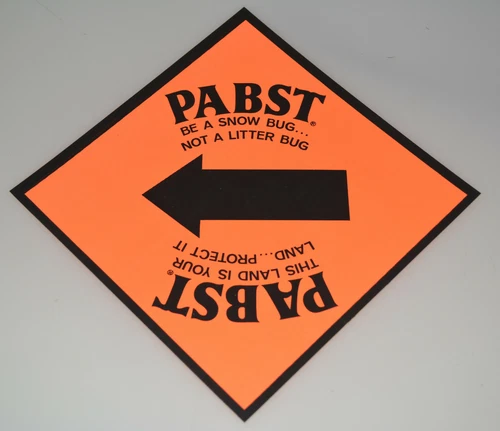 PABST®
BE A SNOW BUG...
NOT A LITTER BUG
THIS LAND IS YOUR
LAND...PROTECT IT
PABST®